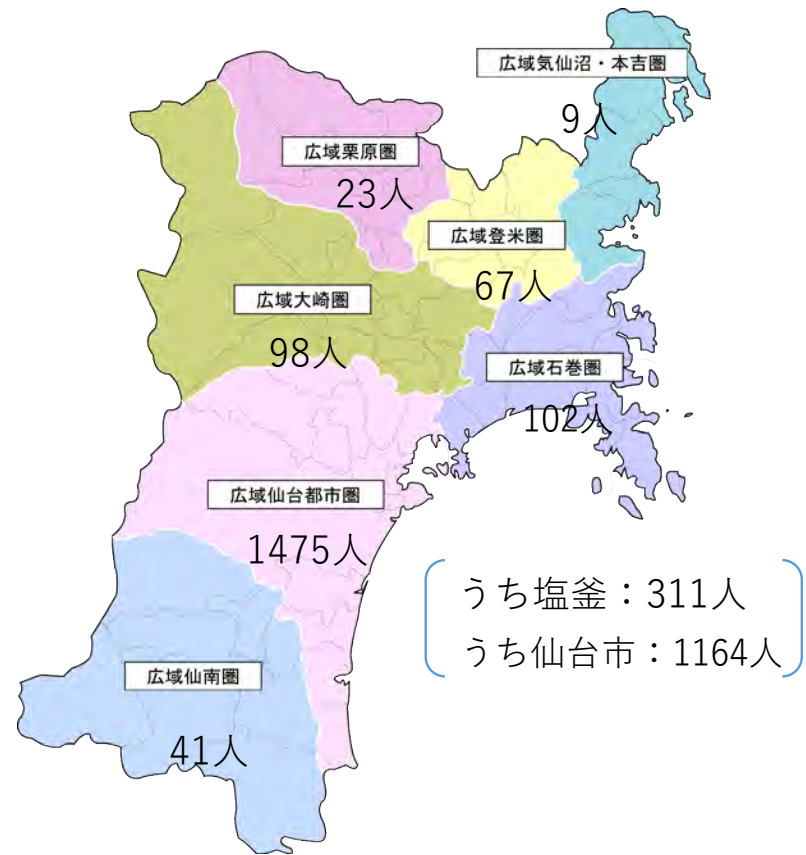 広域気仙沼・本吉圏
9人
広域栗原圏
23人
広域登米圏
67人
広域大崎圏
98人
広域石巻圏
102人
広域仙台都市圏
1475人
うち塩釜：311人
うち仙台市：1164人
広域仙南圏
41人